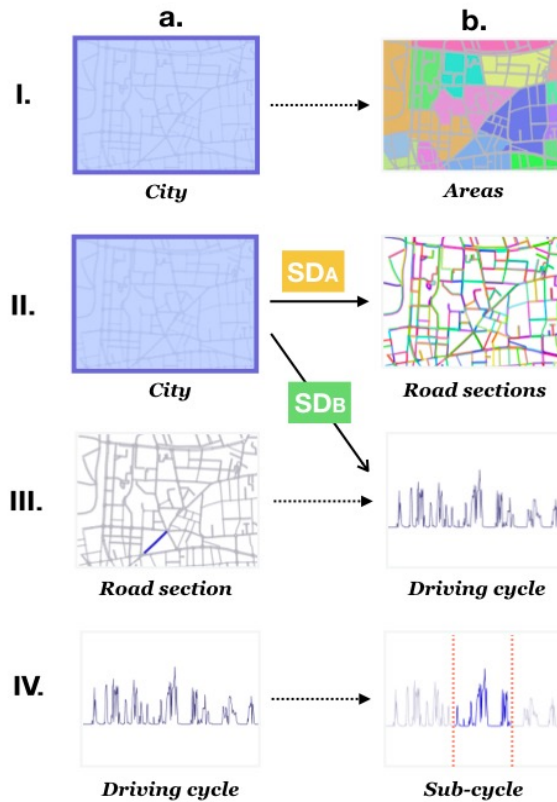 a. b.
I.
City Areas
SDA
II.
City Road sections
SDB
III.
Road section Driving cycle
IV.
Driving cycle Sub-cycle